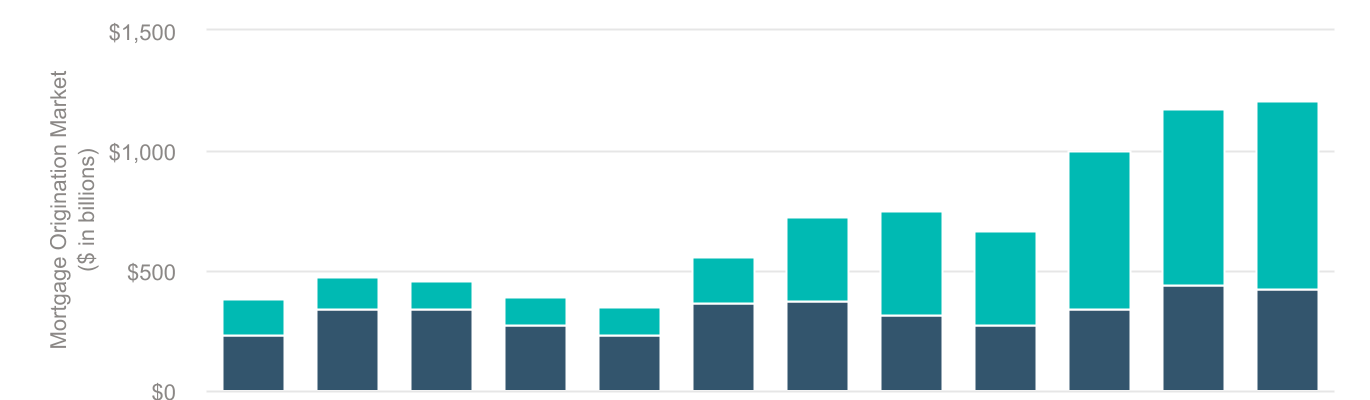 $1,500
$1,000
$500
$0
Mortgage Origination Market
($ in billions)